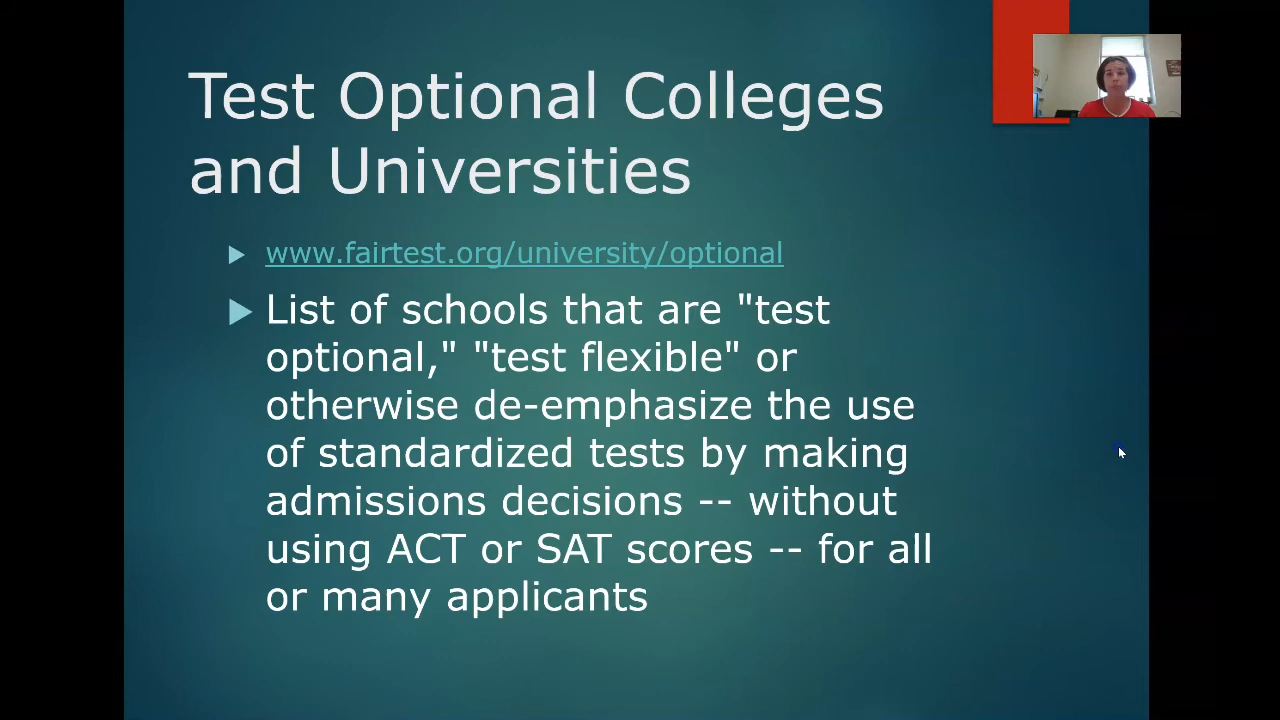 Test Optional Colleges
and Universities
www.fairtest.org/university/optional
List of schools that are "test
optional," "test flexible" or
otherwise de-emphasize the use
of standardized tests by making
admissions decisions -- without
using ACT or SAT scores -- for all
or many applicants